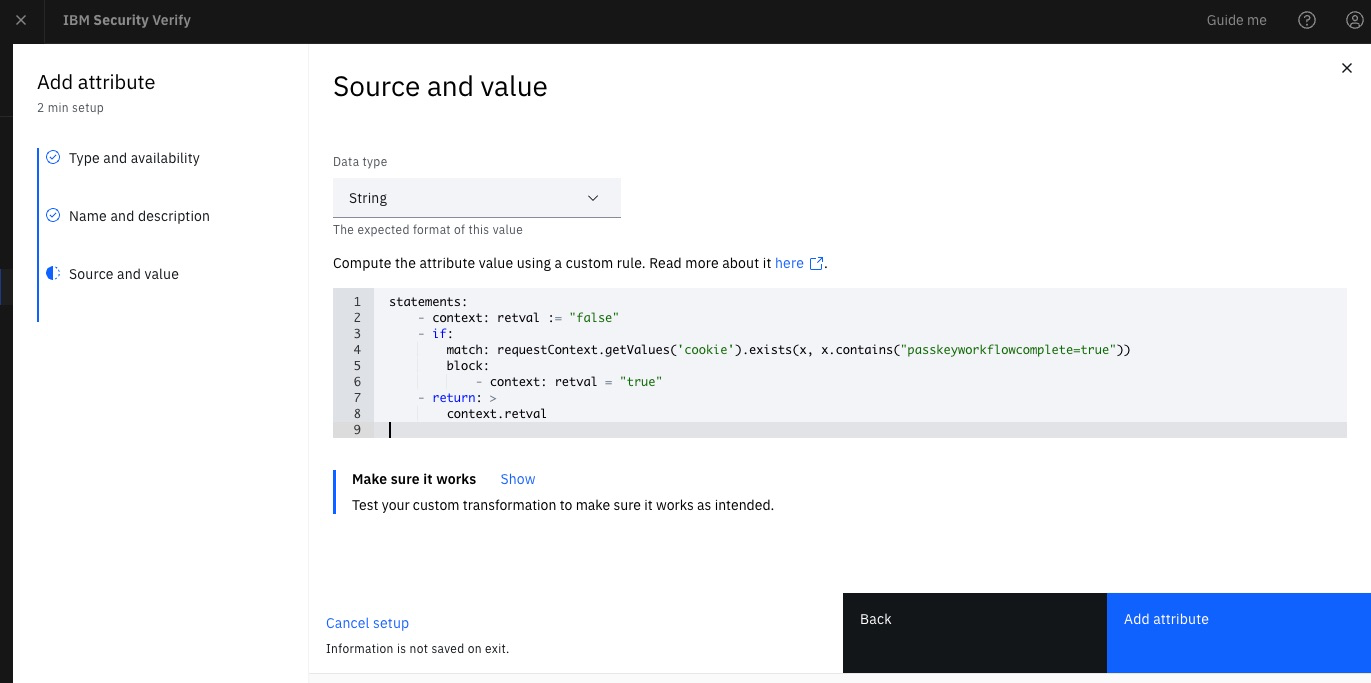 IBM Security Verify
Guide me
Add attribute
2 min setup
Type and availability
Name and description
Source and value
Source and value
Data type
String
The expected format of this value
Compute the attribute value using a custom rule. Read more about it here.
1 statements:
2 - context: retval := "false"
3 - if:
4 match: requestContext.getValues('cookie').exists(x, x.contains("passkeyworkflowcomplete=true"))
5 block:
6 - context: retval = "true"
7 - return: >
8 context.retval
9
Make sure it works Show
Test your custom transformation to make sure it works as intended.
Cancel setup
Information is not saved on exit.
Back
Add attribute